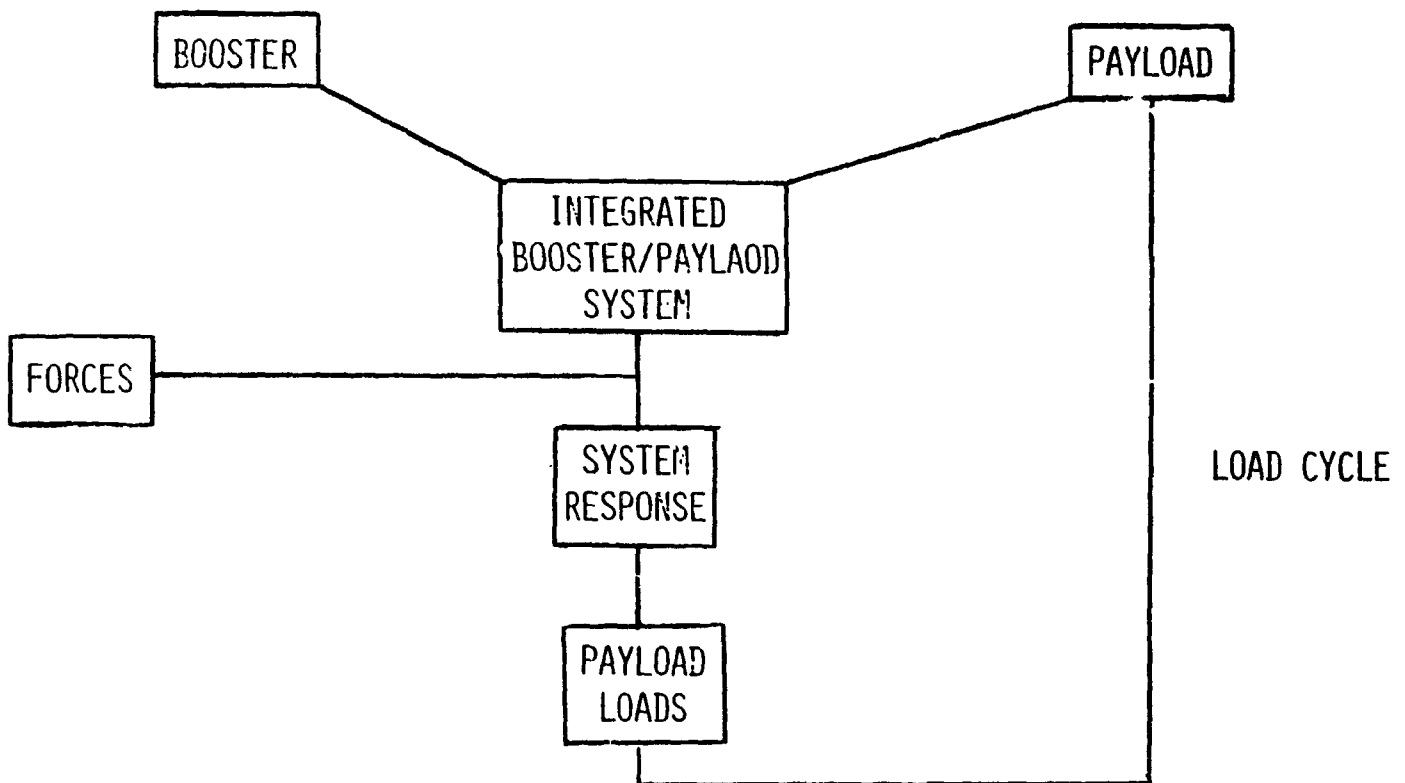 BOOSTER
PAYLOAD
INTEGRATED
BOOSTER/PAYLAOD
SYSTEM
FORCES
SYSTEM
RESPONSE
LOAD CYCLE
PAYLOAD
LOADS